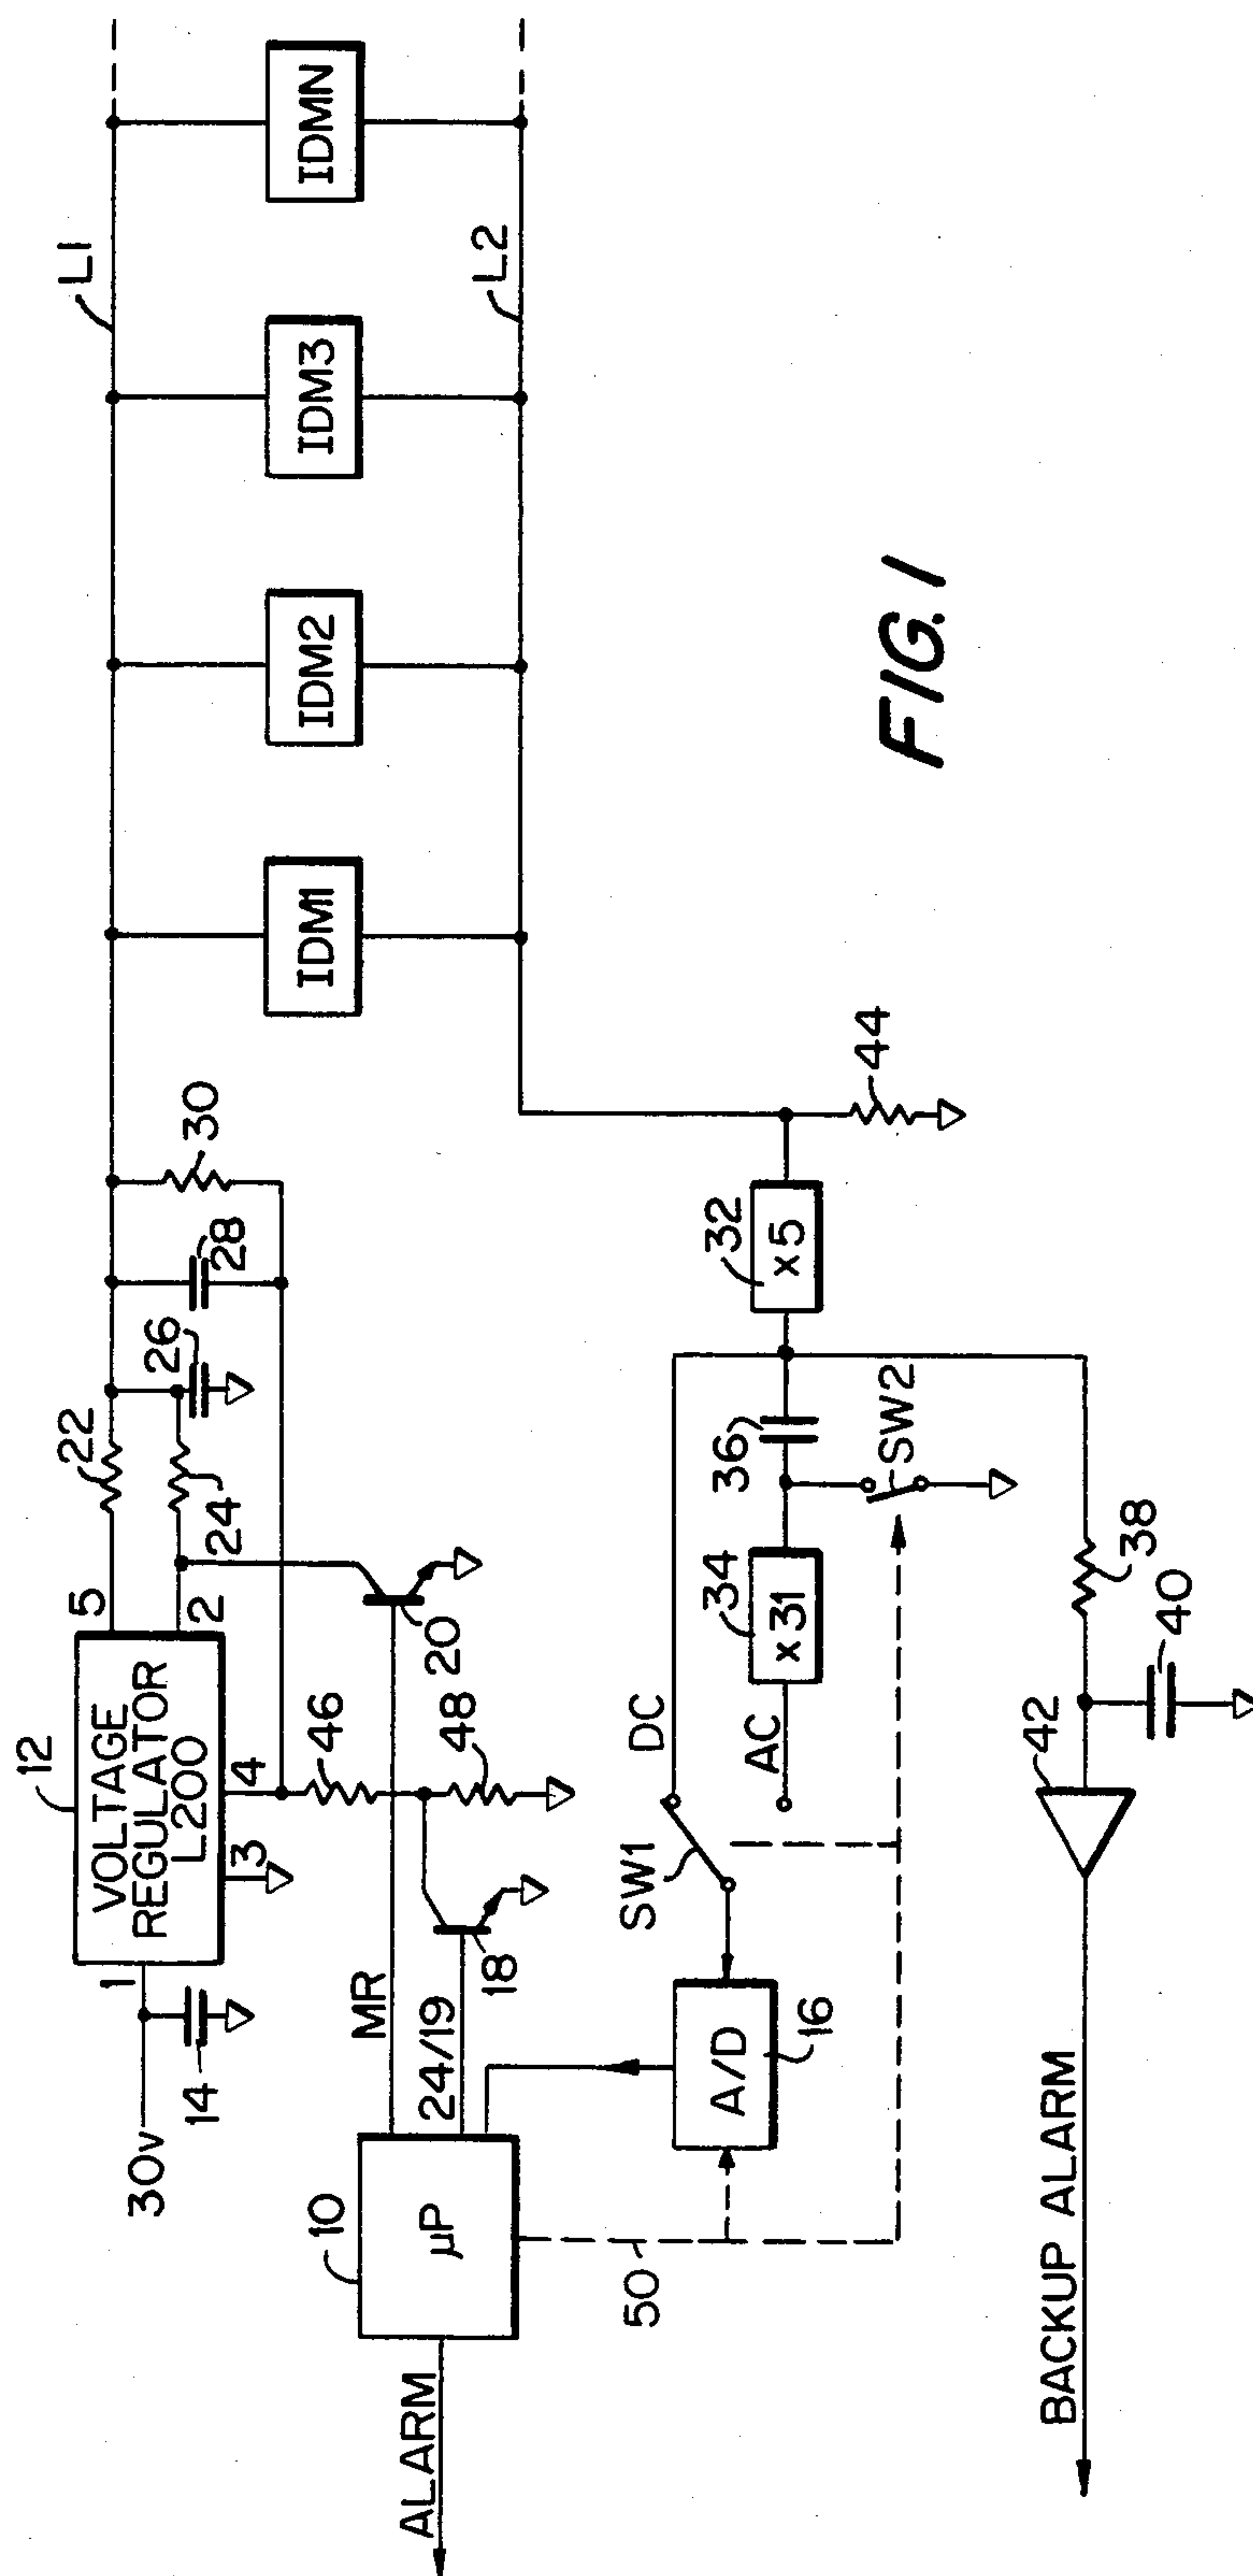 30v
14
1
12
VOLTAGE
REGULATOR
L200
3
4
5
2
22
24
26
28
30
L1
IDM1
IDM2
IDM3
IDMN
L2
10
µP
ALARM
MR
24/19
18
20
46
48
50
A/D
16
SW1
DC
AC
34
x31
36
SW2
32
x5
44
38
40
42
BACKUP ALARM
FIG. 1